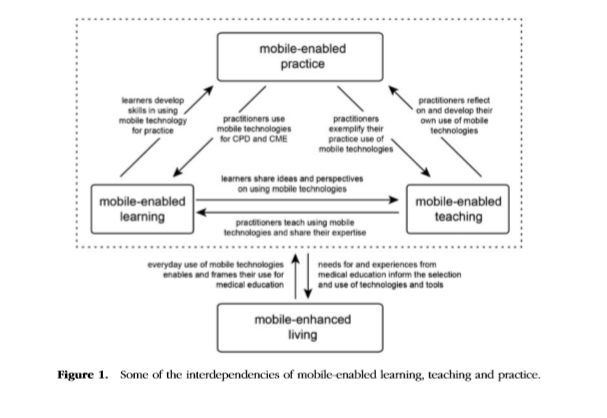 mobile-enabled
practice
learners develop
skills in using
mobile technology
for practice
practitioners use
mobile technologies
for CPD and CME
practitioners
exemplify their
practice use of
mobile technologies
practitioners reflect
on and develop their
own use of mobile
technologies
learners share ideas and perspectives
on using mobile technologies
mobile-enabled
learning
mobile-enabled
teaching
practitioners teach using mobile
technologies and share their expertise
everyday use of mobile technologies
enables and frames their use for
medical education
needs for and experiences from
medical education inform the selection
and use of technologies and tools
mobile-enhanced
living
Figure 1. Some of the interdependencies of mobile-enabled learning, teaching and practice.